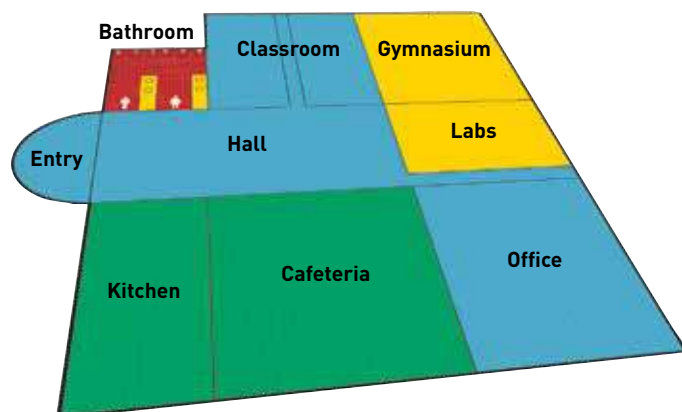 Bathroom
Classroom
Gymnasium
Labs
Hall
Entry
Office
Cafeteria
Kitchen